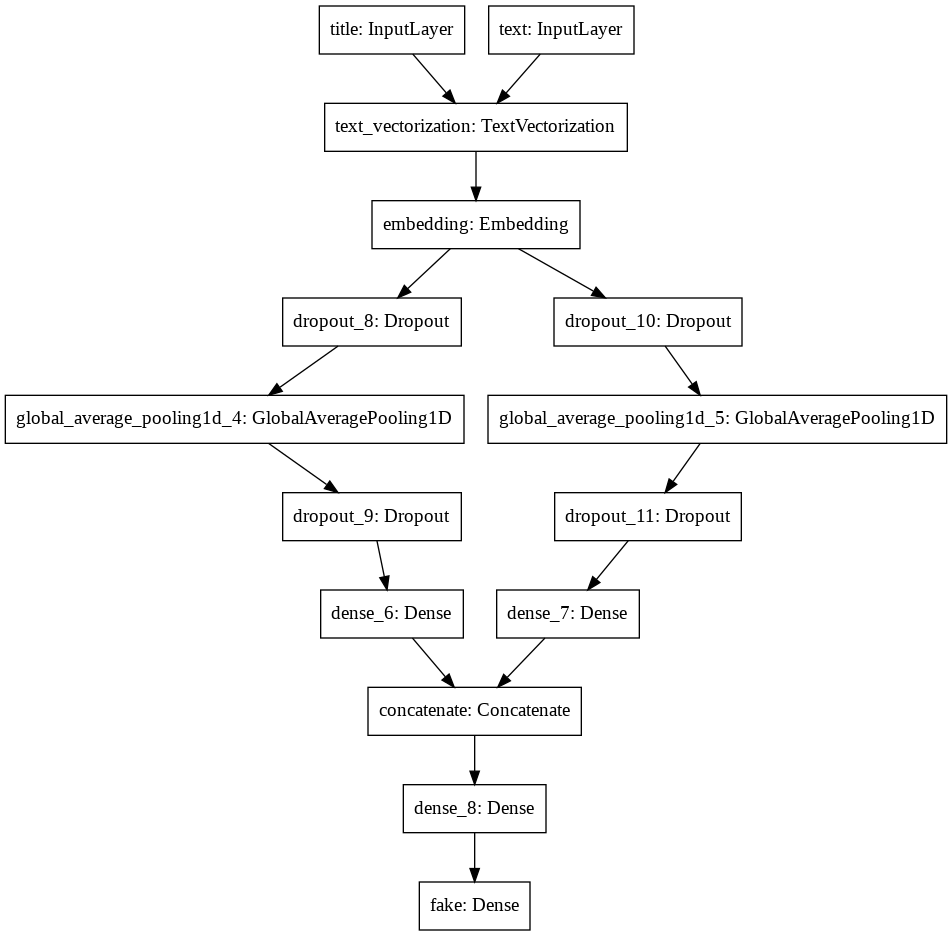 title: InputLayer
text: InputLayer
text_vectorization: TextVectorization
embedding: Embedding
dropout_8: Dropout
dropout_10: Dropout
global_average_pooling1d_4: GlobalAveragePooling1D
global_average_pooling1d_5: GlobalAveragePooling1D
dropout_9: Dropout
dropout_11: Dropout
dense_6: Dense
dense_7: Dense
concatenate: Concatenate
dense_8: Dense
fake: Dense